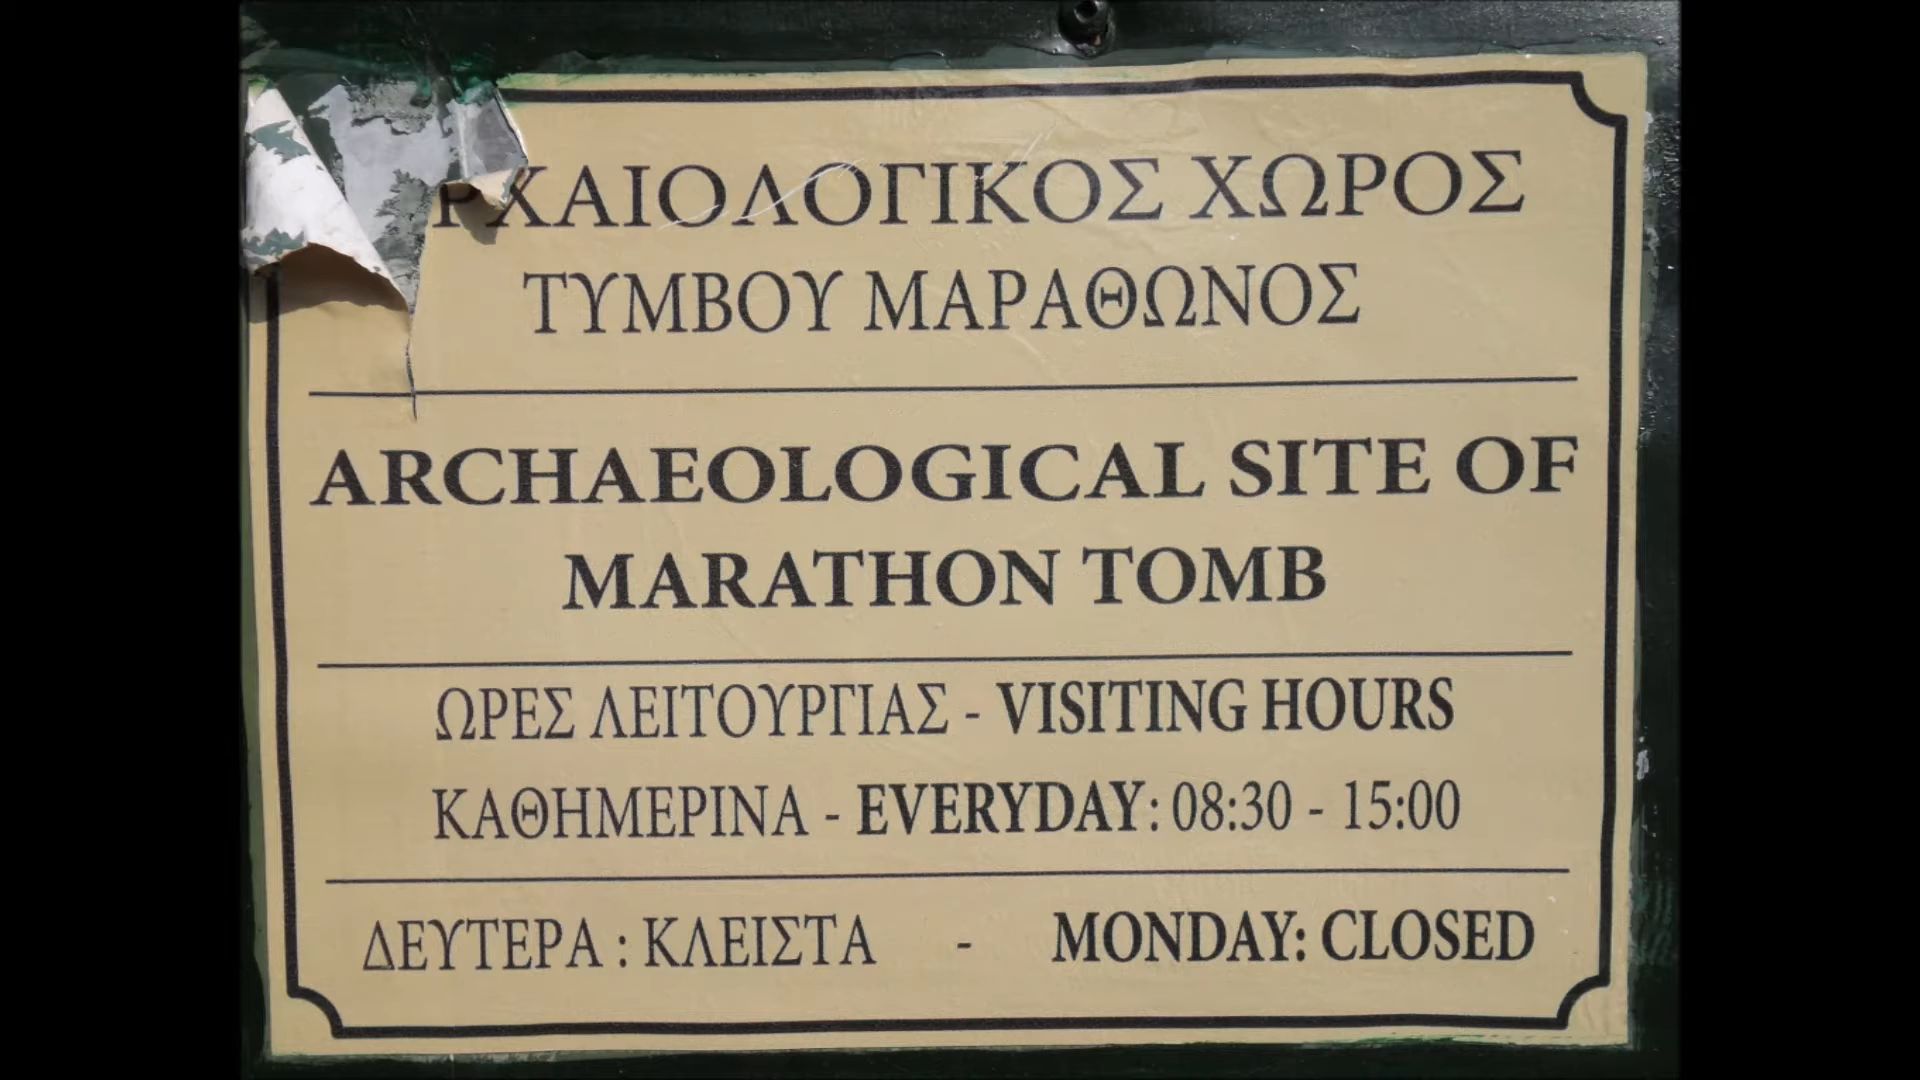 ΡΧΑΙΟΛΟΓΙΚΟΣ ΧΩΡΟΣ
ΤΥΜΒΟΥ ΜΑΡΑΘΩΝΟΣ
ARCHAEOLOGICAL SITE OF
MARATHON TOMB
ΩΡΕΣ ΛΕΙΤΟΥΡΓΙΑΣ - VISITING HOURS
ΚΑΘΗΜΕΡΙΝΑ - EVERYDAY: 08:30 - 15:00
ΔΕΥΤΕΡΑ : ΚΛΕΙΣΤΑ - MONDAY: CLOSED